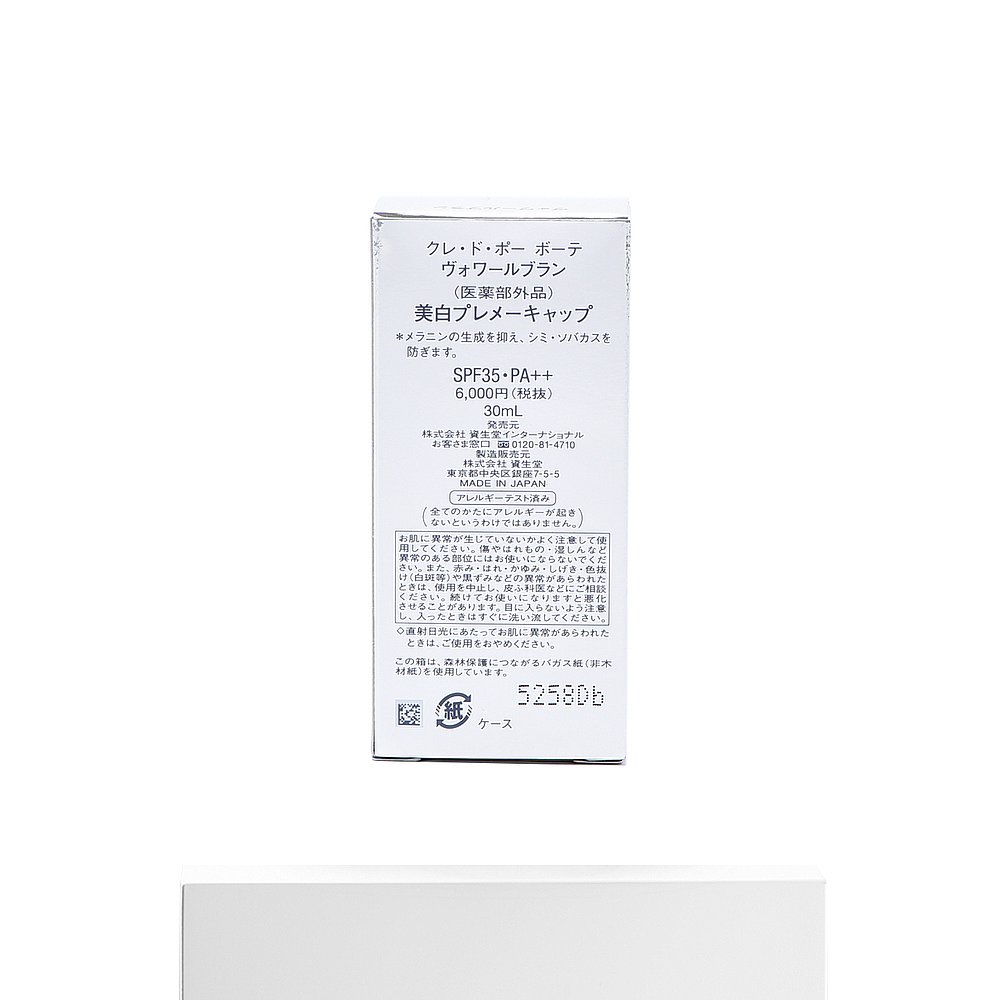 クレ・ド・ポー ボーテ
ヴォワールブラン
（医薬部外品）
美白プレメーキャップ
＊メラニンの生成を抑え、シミ・ソバカスを
防ぎます。
SPF35・PA++
6,000円（税抜）
30mL
発売元
株式会社 資生堂インターナショナル
お客さま窓口 0120-81-4710
製造販売元
株式会社 資生堂
東京都中央区銀座7-5-5
MADE IN JAPAN
アレルギーテスト済み
（全てのかたにアレルギーが起き
ないというわけではありません。）
お肌に異常が生じていないかよく注意して使
用してください。傷やはれもの・湿しんなど
異常のある部位にはお使いにならないでくだ
さい。また、赤み・はれ・かゆみ・しげき・色抜
け（白斑等）や黒ずみなどの異常があらわれた
ときは、使用を中止し、皮ふ科医などにご相談
ください。続けてお使いになりますと悪化
させることがあります。目に入らないよう注意
し、入ったときはすぐに洗い流してください。
◇直射日光にあたってお肌に異常があらわれた
ときは、ご使用をおやめください。
この箱は、森林保護につながるバガス紙（非木
材紙）を使用しています。
5258Db
紙
ケース